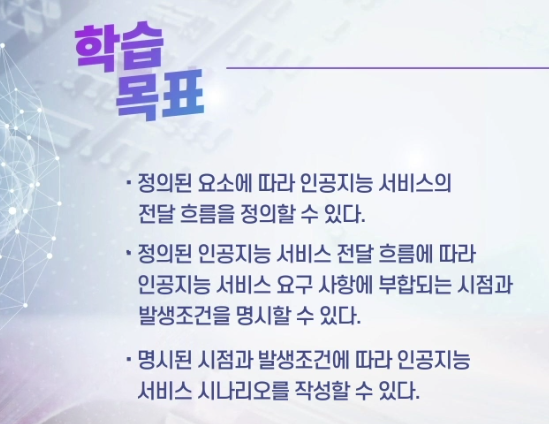 학습
목표
· 정의된 요소에 따라 인공지능 서비스의
전달 흐름을 정의할 수 있다.
· 정의된 인공지능 서비스 전달 흐름에 따라
인공지능 서비스 요구 사항에 부합되는 시점과
발생조건을 명시할 수 있다.
· 명시된 시점과 발생조건에 따라 인공지능
서비스 시나리오를 작성할 수 있다.